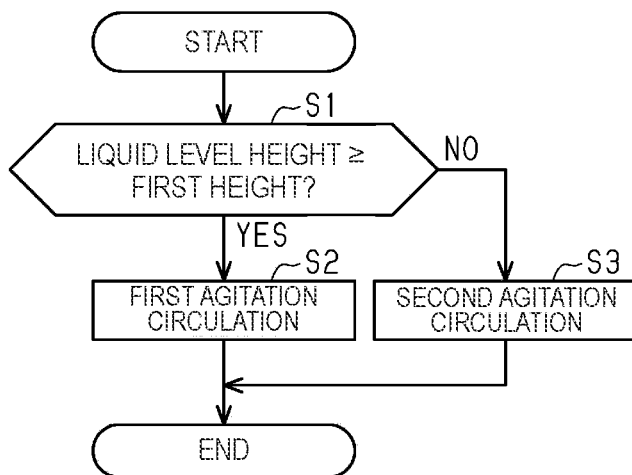 START
S1
LIQUID LEVEL HEIGHT ≥
FIRST HEIGHT?
NO
YES
S2
FIRST AGITATION
CIRCULATION
S3
SECOND AGITATION
CIRCULATION
END